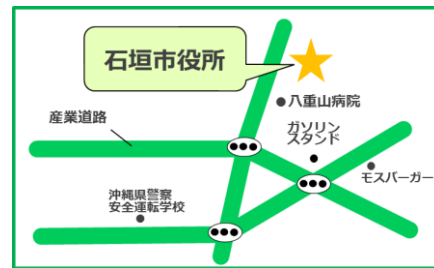 石垣市役所
八重山病院
産業道路
ガソリン
スタンド
モスバーガー
沖縄県警察
安全運転学校